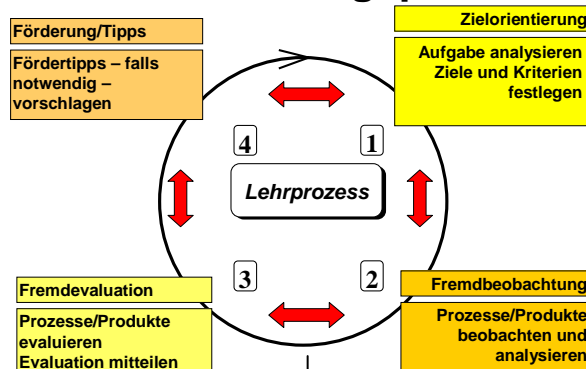 Förderung/Tipps
Fördertipps – falls
notwendig –
vorschlagen
Zielorientierung
Aufgabe analysieren
Ziele und Kriterien
festlegen
4
1
Lehrprozess
3
2
Fremdevaluation
Prozesse/Produkte
evaluieren
Evaluation mitteilen
Fremdbeobachtung
Prozesse/Produkte
beobachten und
analysieren